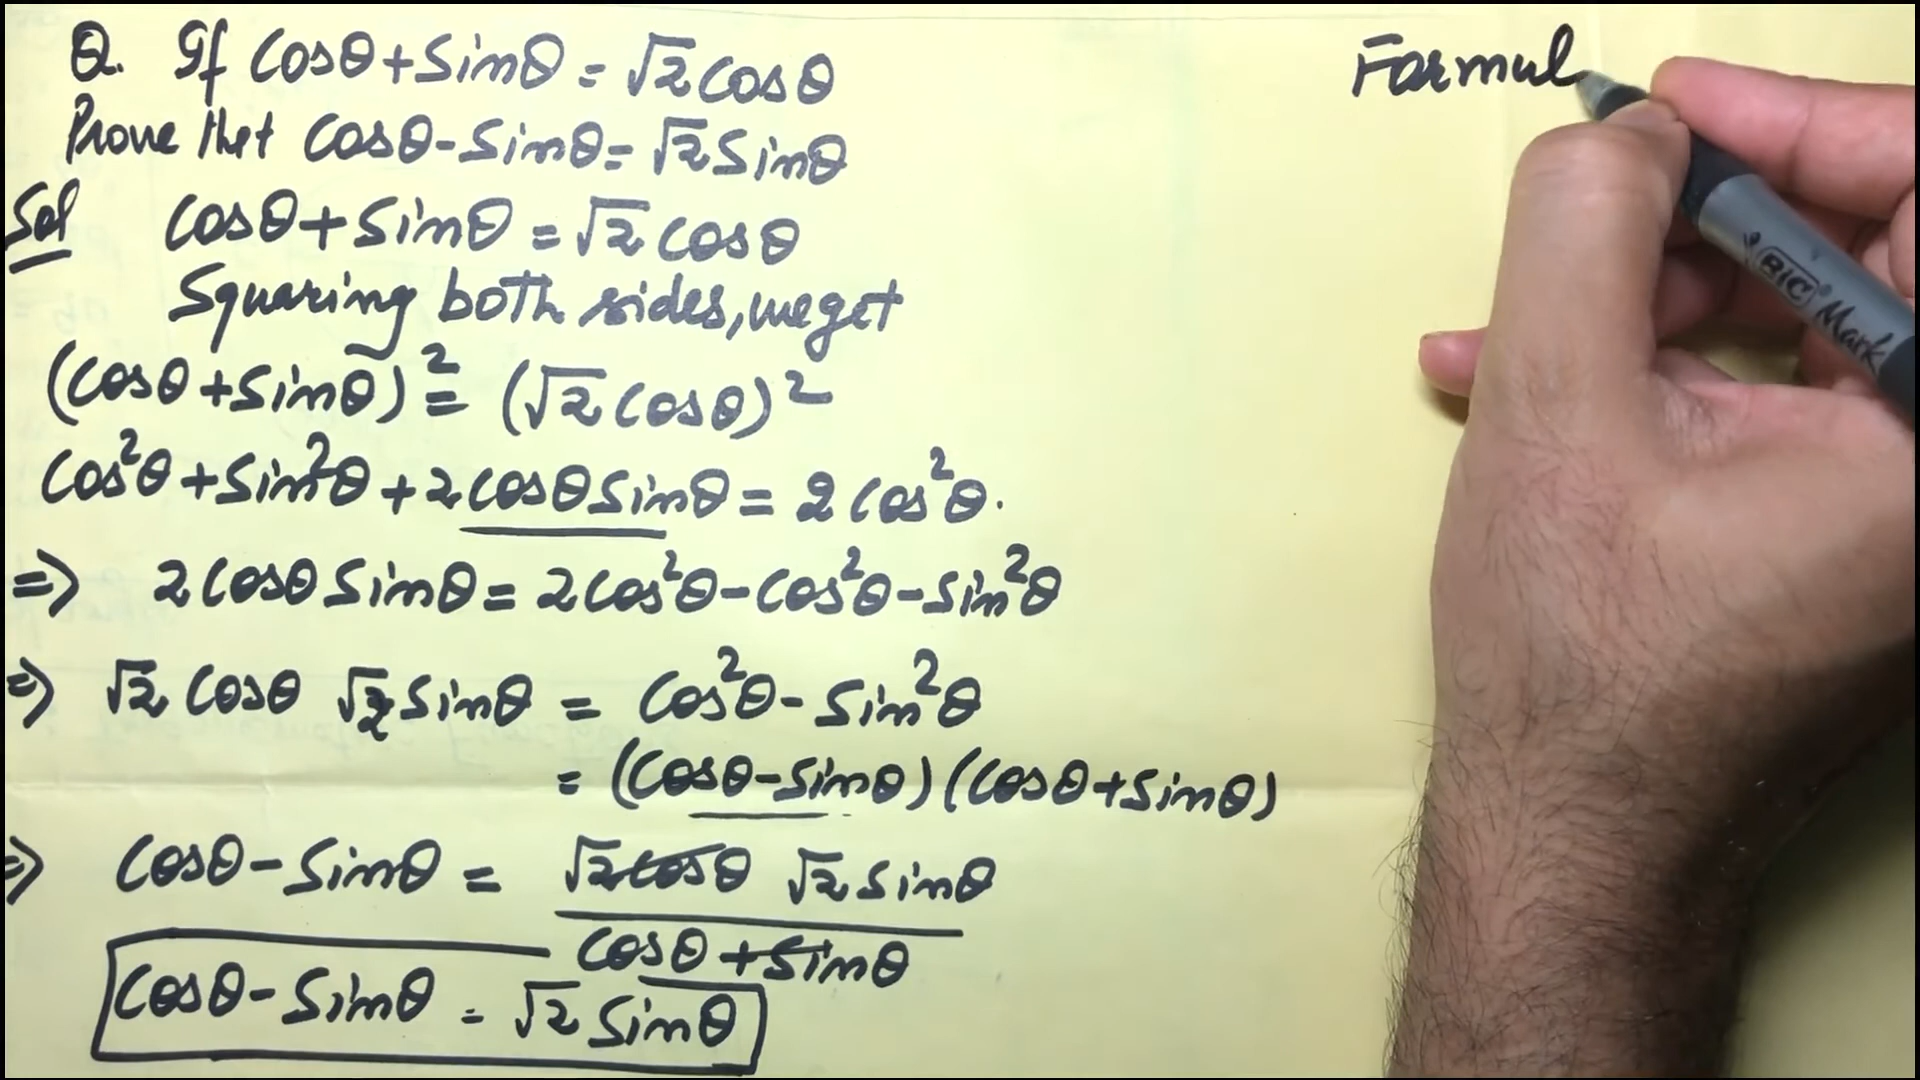 Q. If cosθ+sinθ = √2 cosθ
Prove that cosθ-sinθ = √2 sinθ
Sol cosθ+sinθ = √2 cosθ
Squaring both sides, we get
(cosθ+sinθ)² = (√2 cosθ)²
cos²θ+sin²θ+2cosθsinθ = 2cos²θ.
=> 2cosθ sinθ = 2cos²θ-cos²θ-sin²θ
=> √2 cosθ √2 sinθ = cos²θ-sin²θ
= (cosθ-sinθ)(cosθ+sinθ)
=> cosθ-sinθ = √2cosθ √2 sinθ
cosθ+sinθ
cosθ-sinθ = √2 sinθ
Formul
BIC® Mark